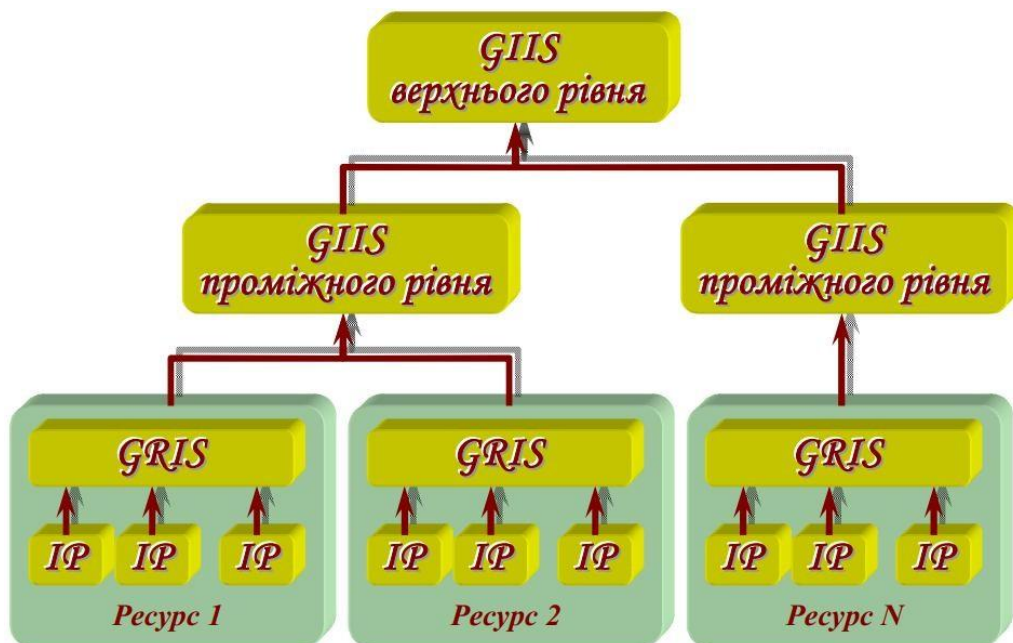 GIIS
верхнього рівня
GIIS
проміжного рівня
GIIS
проміжного рівня
GRIS
IP IP IP
Ресурс 1
GRIS
IP IP IP
Ресурс 2
GRIS
IP IP IP
Ресурс N